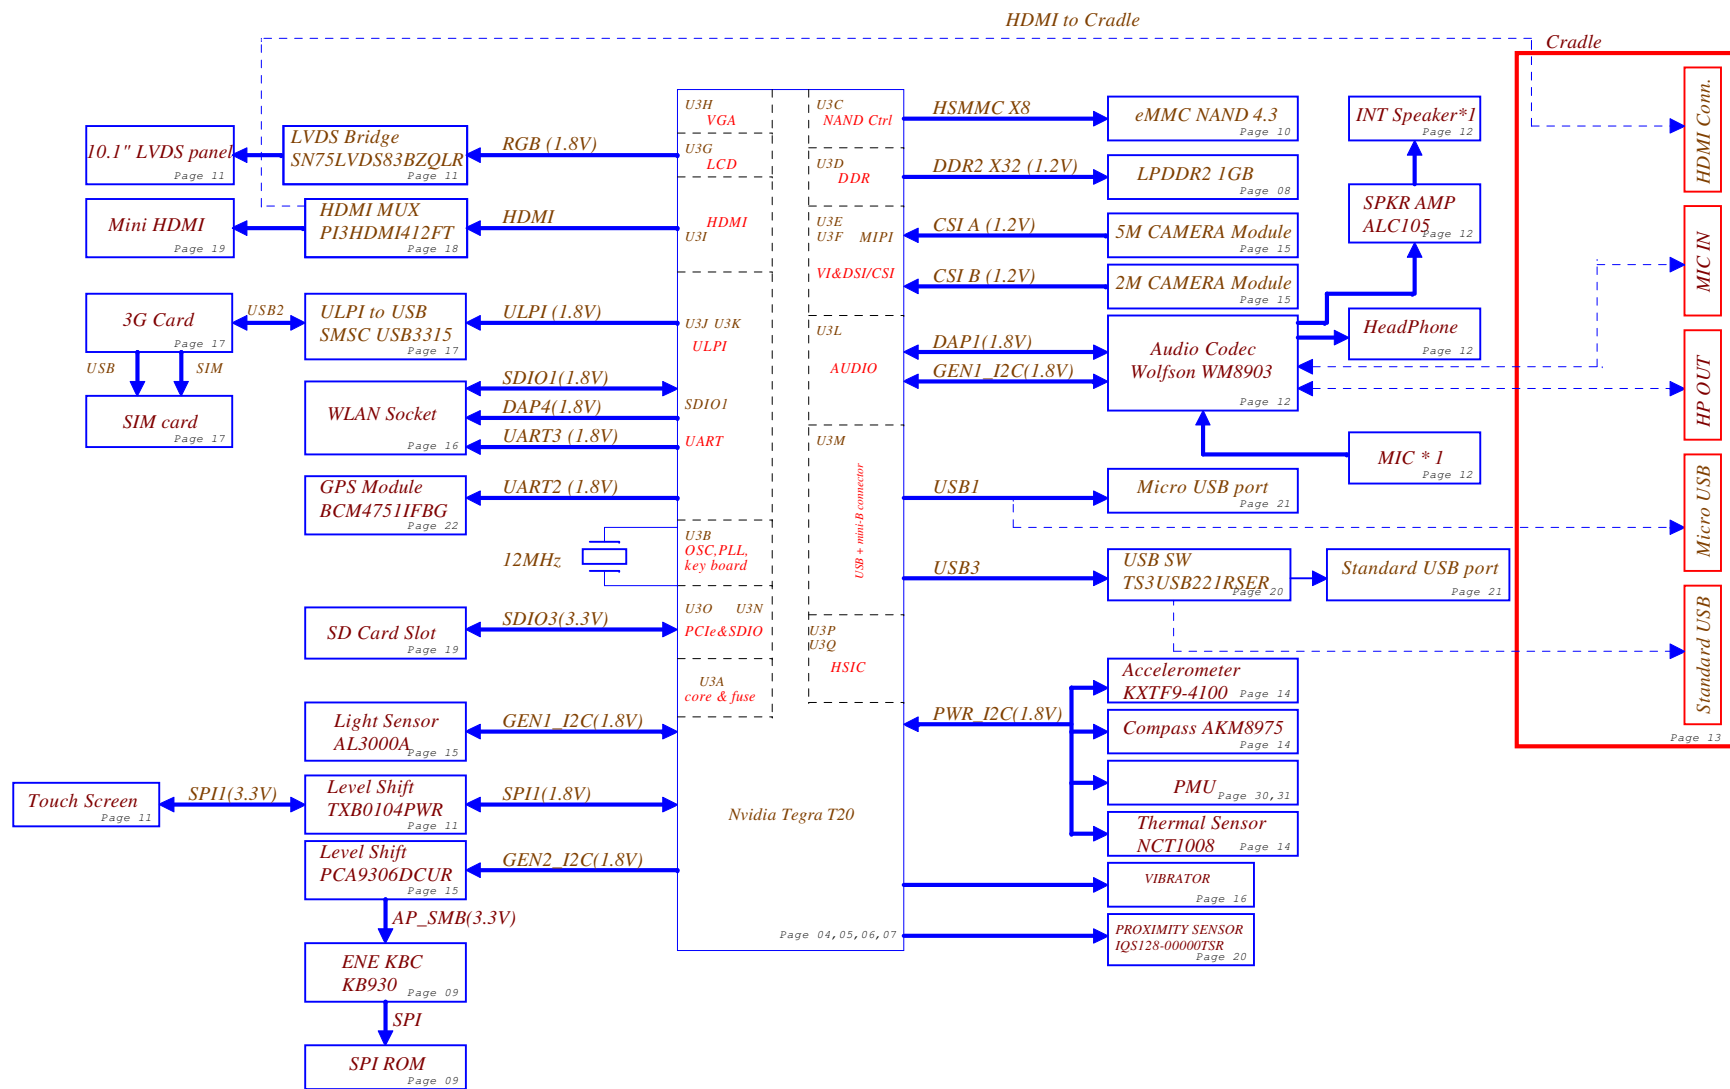 HDMI to Cradle
Cradle
HDMI Conn.
MIC IN
HP OUT
Micro USB
Standard USB
Page 13
10.1" LVDS panel
Page 11
LVDS Bridge
SN75LVDS83BZQLR
Page 11
RGB (1.8V)
Mini HDMI
Page 19
HDMI MUX
PI3HDMI412FT
Page 18
HDMI
3G Card
Page 17
USB2
ULPI to USB
SMSC USB3315
Page 17
ULPI (1.8V)
USB
SIM
SIM card
Page 17
WLAN Socket
Page 16
SDIO1(1.8V)
DAP4(1.8V)
UART3 (1.8V)
GPS Module
BCM4751IFBG
Page 22
UART2 (1.8V)
12MHz
SD Card Slot
Page 19
SDIO3(3.3V)
Light Sensor
AL3000A
Page 15
GEN1_I2C(1.8V)
Touch Screen
Page 11
SPI1(3.3V)
Level Shift
TXB0104PWR
Page 11
SPI1(1.8V)
Level Shift
PCA9306DCUR
Page 15
GEN2_I2C(1.8V)
AP_SMB(3.3V)
ENE KBC
KB930
Page 09
SPI
SPI ROM
Page 09
U3H
VGA
U3G
LCD
HDMI
U3I
U3J U3K
ULPI
SDIO1
UART
U3B
OSC,PLL,
key board
U3O U3N
PCIe&SDIO
U3A
core & fuse
U3C
NAND Ctrl
U3D
DDR
U3E
U3F MIPI
VI&DSI/CSI
U3L
AUDIO
U3M
USB + mini-B connector
U3P
U3Q
HSIC
Nvidia Tegra T20
Page 04,05,06,07
HSMMC X8
eMMC NAND 4.3
Page 10
DDR2 X32 (1.2V)
LPDDR2 1GB
Page 08
CSI A (1.2V)
5M CAMERA Module
Page 15
CSI B (1.2V)
2M CAMERA Module
Page 15
DAP1(1.8V)
GEN1_I2C(1.8V)
Audio Codec
Wolfson WM8903
Page 12
INT Speaker*1
Page 12
SPKR AMP
ALC105
Page 12
HeadPhone
Page 12
MIC * 1
Page 12
USB1
Micro USB port
Page 21
USB3
USB SW
TS3USB221RSER
Page 20
Standard USB port
Page 21
PWR_I2C(1.8V)
Accelerometer
KXTF9-4100
Page 14
Compass AKM8975
Page 14
PMU
Page 30,31
Thermal Sensor
NCT1008
Page 14
VIBRATOR
Page 16
PROXIMITY SENSOR
IQS128-00000TSR
Page 20